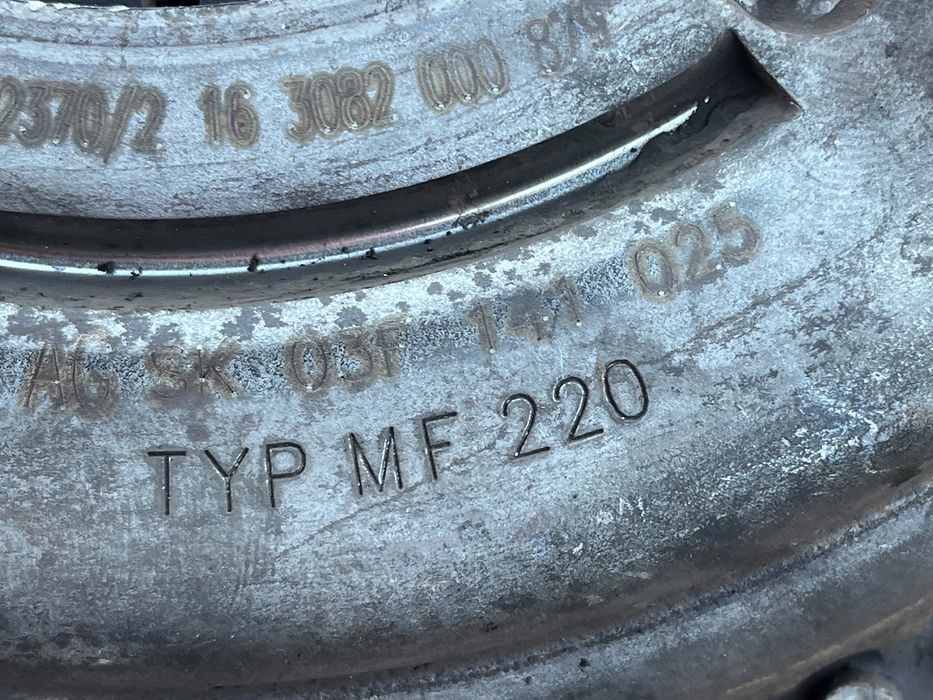 2370/2 16 3082 000 879
AG SK 03F 141 025
TYP MF 220